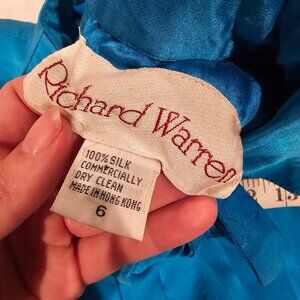 Richard Warren
100% SILK
COMMERCIALLY
DRY CLEAN
MADE IN HONG KONG
6